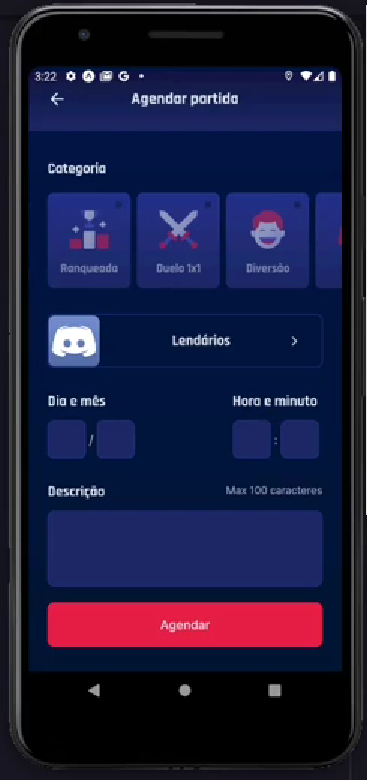 3:22
Agendar partida
Categoria
Ranqueada
Duelo 1x1
Diversão
Lendários
Dia e mês
Hora e minuto
/
:
Descrição
Max 100 caracteres
Agendar